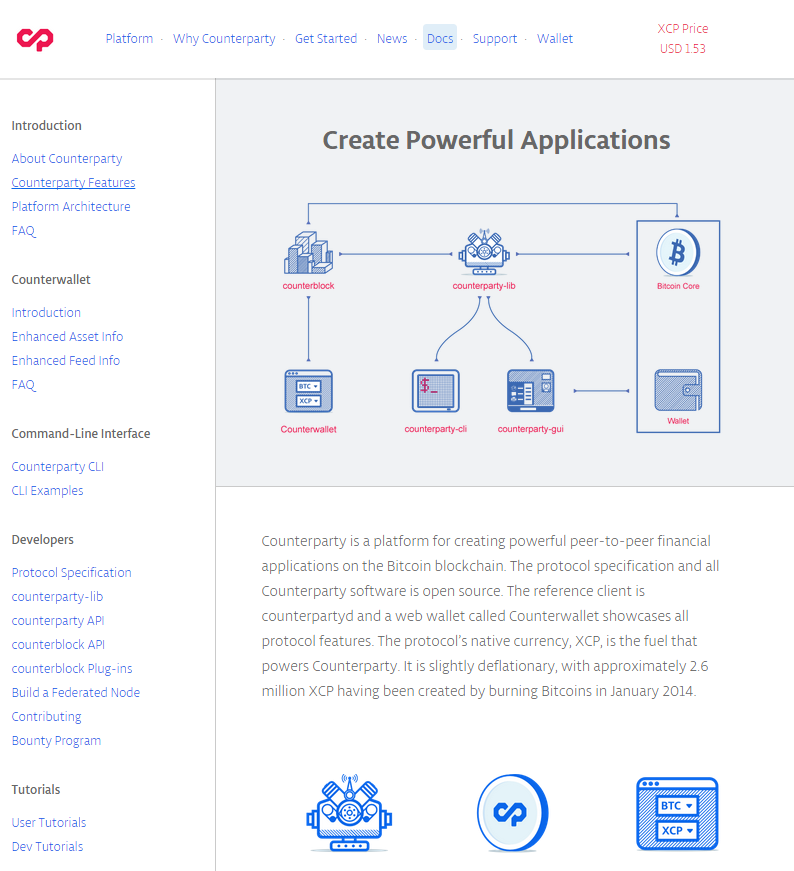 Platform · Why Counterparty · Get Started · News · Docs · Support · Wallet
XCP Price
USD 1.53
Introduction
About Counterparty
Counterparty Features
Platform Architecture
FAQ
Counterwallet
Introduction
Enhanced Asset Info
Enhanced Feed Info
FAQ
Command-Line Interface
Counterparty CLI
CLI Examples
Developers
Protocol Specification
counterparty-lib
counterparty API
counterblock API
counterblock Plug-ins
Build a Federated Node
Contributing
Bounty Program
Tutorials
User Tutorials
Dev Tutorials
Create Powerful Applications
counterblock
counterparty-lib
Bitcoin Core
BTC
XCP
$_
Counterwallet
counterparty-cli
counterparty-gui
Wallet
Counterparty is a platform for creating powerful peer-to-peer financial
applications on the Bitcoin blockchain. The protocol specification and all
Counterparty software is open source. The reference client is
counterpartyd and a web wallet called Counterwallet showcases all
protocol features. The protocol's native currency, XCP, is the fuel that
powers Counterparty. It is slightly deflationary, with approximately 2.6
million XCP having been created by burning Bitcoins in January 2014.
BTC
XCP